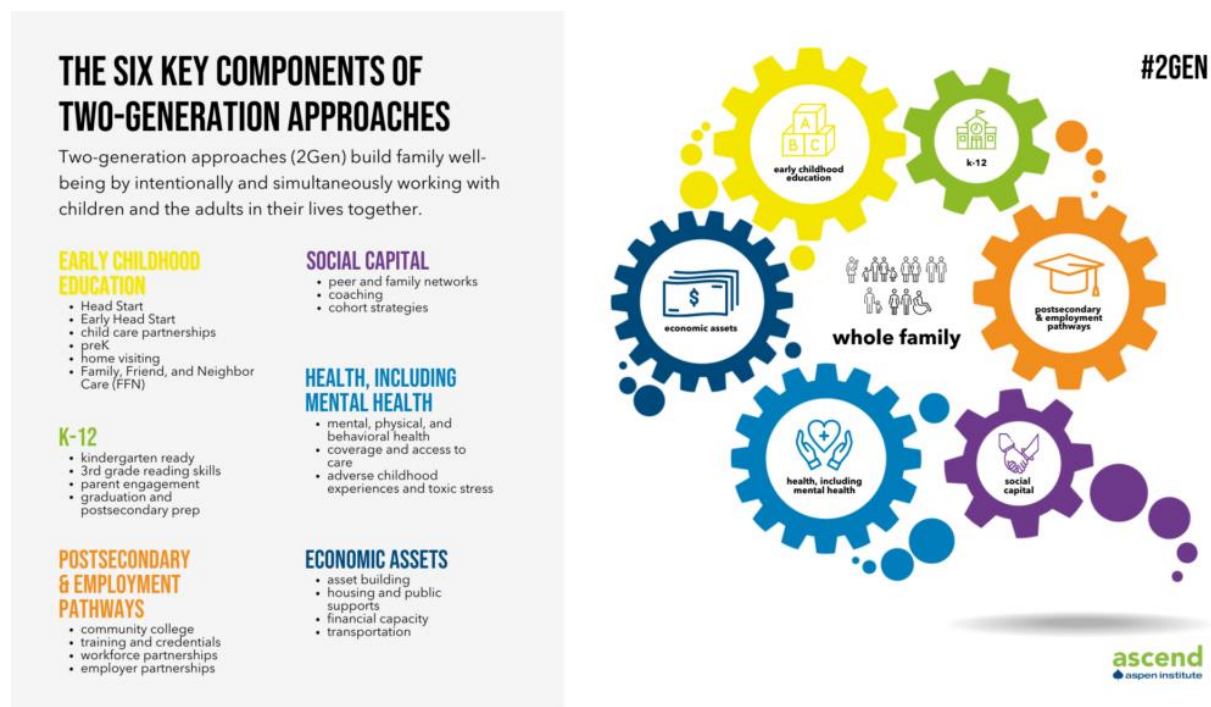 THE SIX KEY COMPONENTS OF
TWO-GENERATION APPROACHES
Two-generation approaches (2Gen) build family well-
being by intentionally and simultaneously working with
children and the adults in their lives together.
EARLY CHILDHOOD
EDUCATION
• Head Start
• Early Head Start
• child care partnerships
• preK
• home visiting
• Family, Friend, and Neighbor
Care (FFN)
K-12
• kindergarten ready
• 3rd grade reading skills
• parent engagement
• graduation and
postsecondary prep
POSTSECONDARY
& EMPLOYMENT
PATHWAYS
• community college
• training and credentials
• workforce partnerships
• employer partnerships
SOCIAL CAPITAL
• peer and family networks
• coaching
• cohort strategies
HEALTH, INCLUDING
MENTAL HEALTH
• mental, physical, and
behavioral health
• coverage and access to
care
• adverse childhood
experiences and toxic stress
ECONOMIC ASSETS
• asset building
• housing and public
supports
• financial capacity
• transportation
#2GEN
A
B C
early childhood
education
k-12
$
economic assets
whole family
postsecondary
& employment
pathways
health, including
mental health
social
capital
ascend
aspen institute